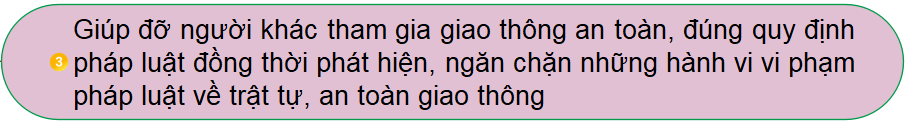 Giúp đỡ người khác tham gia giao thông an toàn, đúng quy định
3 pháp luật đồng thời phát hiện, ngăn chặn những hành vi vi phạm
pháp luật về trật tự, an toàn giao thông